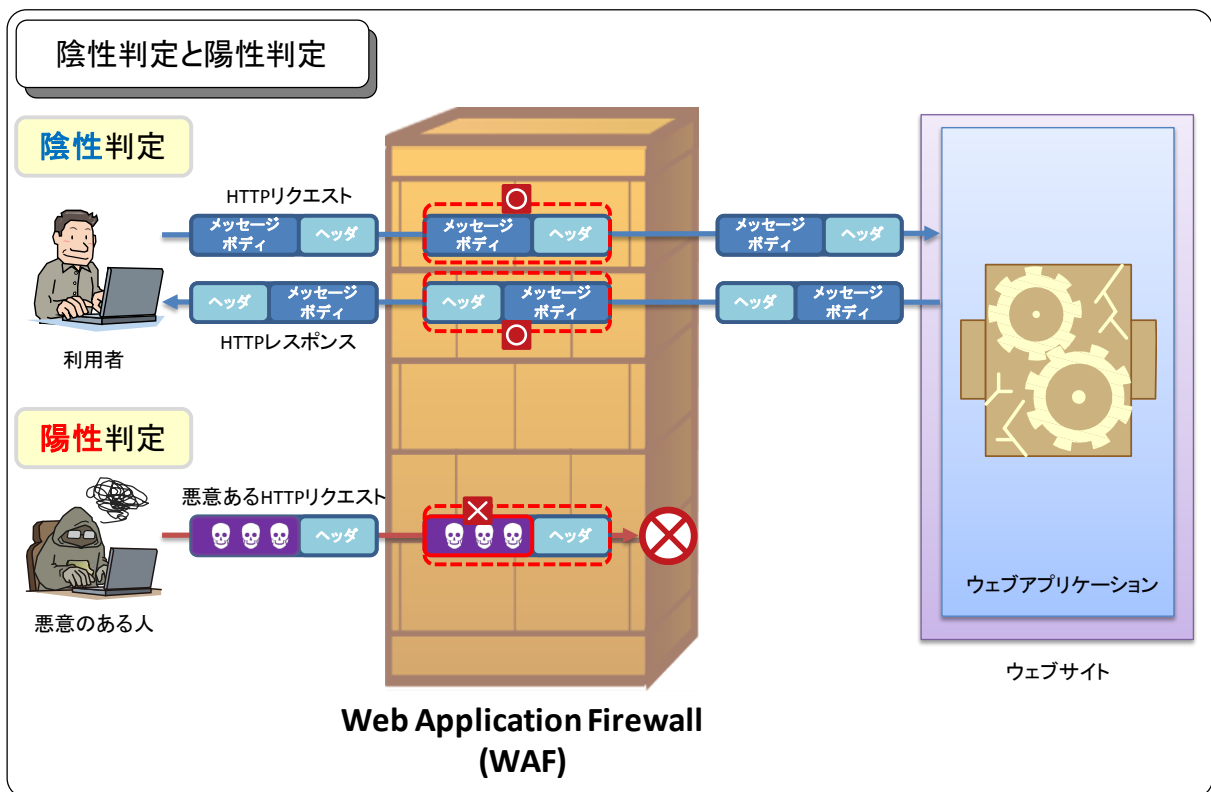 陰性判定と陽性判定
陰性判定
HTTPリクエスト
メッセージ
ボディ
ヘッダ
メッセージ
ボディ
ヘッダ
メッセージ
ボディ
ヘッダ
ヘッダ
メッセージ
ボディ
ヘッダ
メッセージ
ボディ
ヘッダ
メッセージ
ボディ
HTTPレスポンス
利用者
陽性判定
悪意あるHTTPリクエスト
ヘッダ
ヘッダ
悪意のある人
ウェブアプリケーション
ウェブサイト
Web Application Firewall
(WAF)